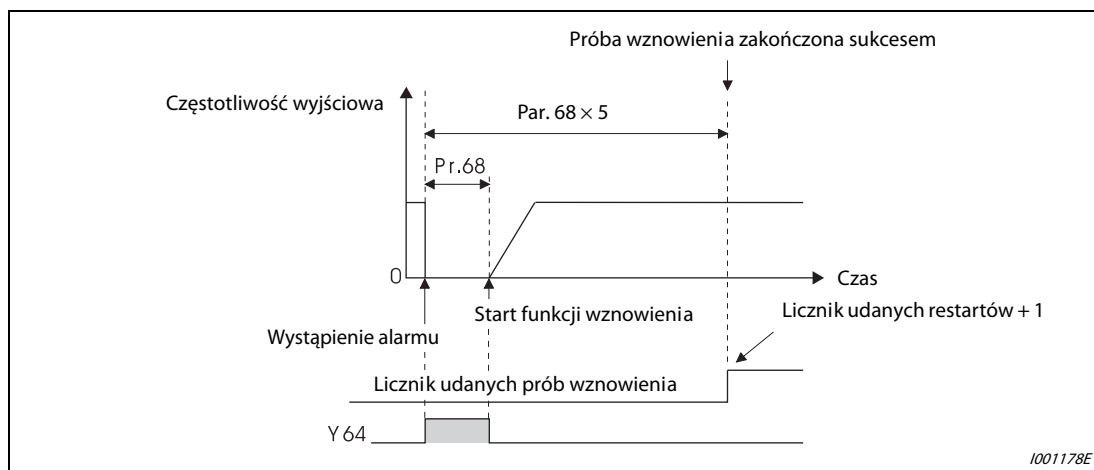 Próba wznowienia zakończona sukcesem
Częstotliwość wyjściowa
Par. 68 × 5
Pr.68
0
Czas
Start funkcji wznowienia
Licznik udanych restartów + 1
Wystąpienie alarmu
Licznik udanych prób wznowienia
Y 64
I001178E